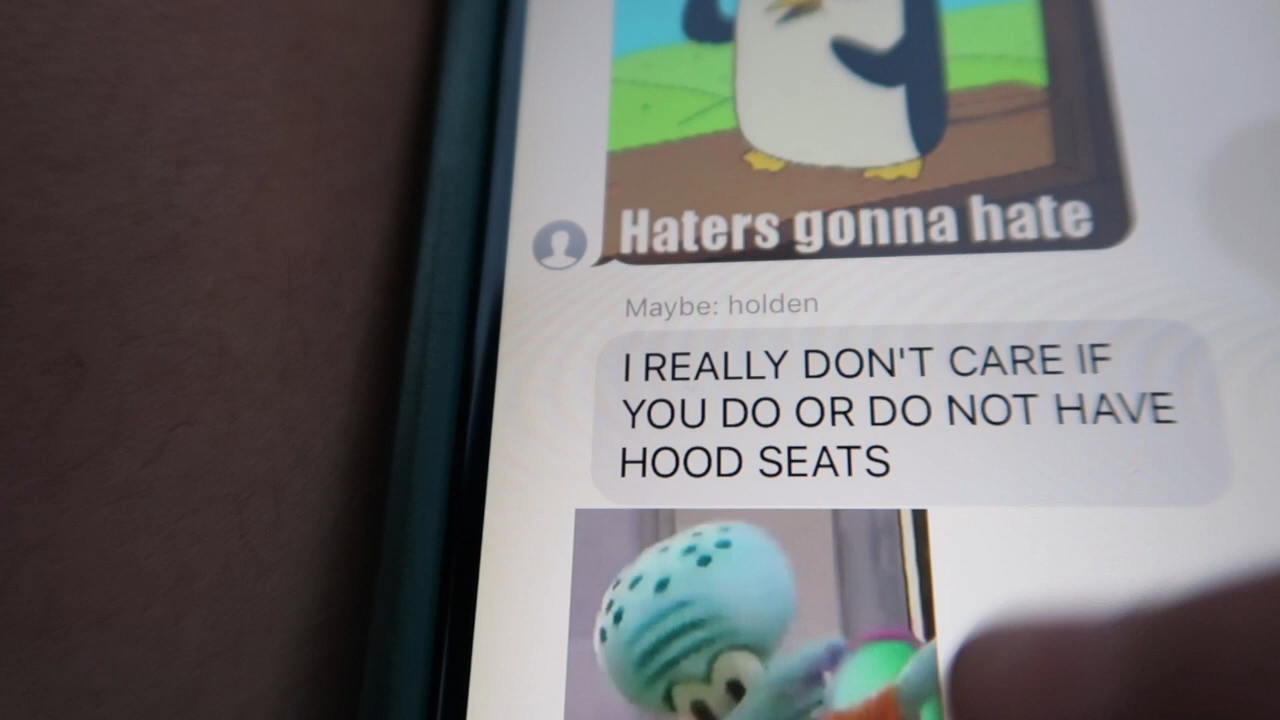 Haters gonna hate
Maybe: holden
I REALLY DON'T CARE IF
YOU DO OR DO NOT HAVE
HOOD SEATS